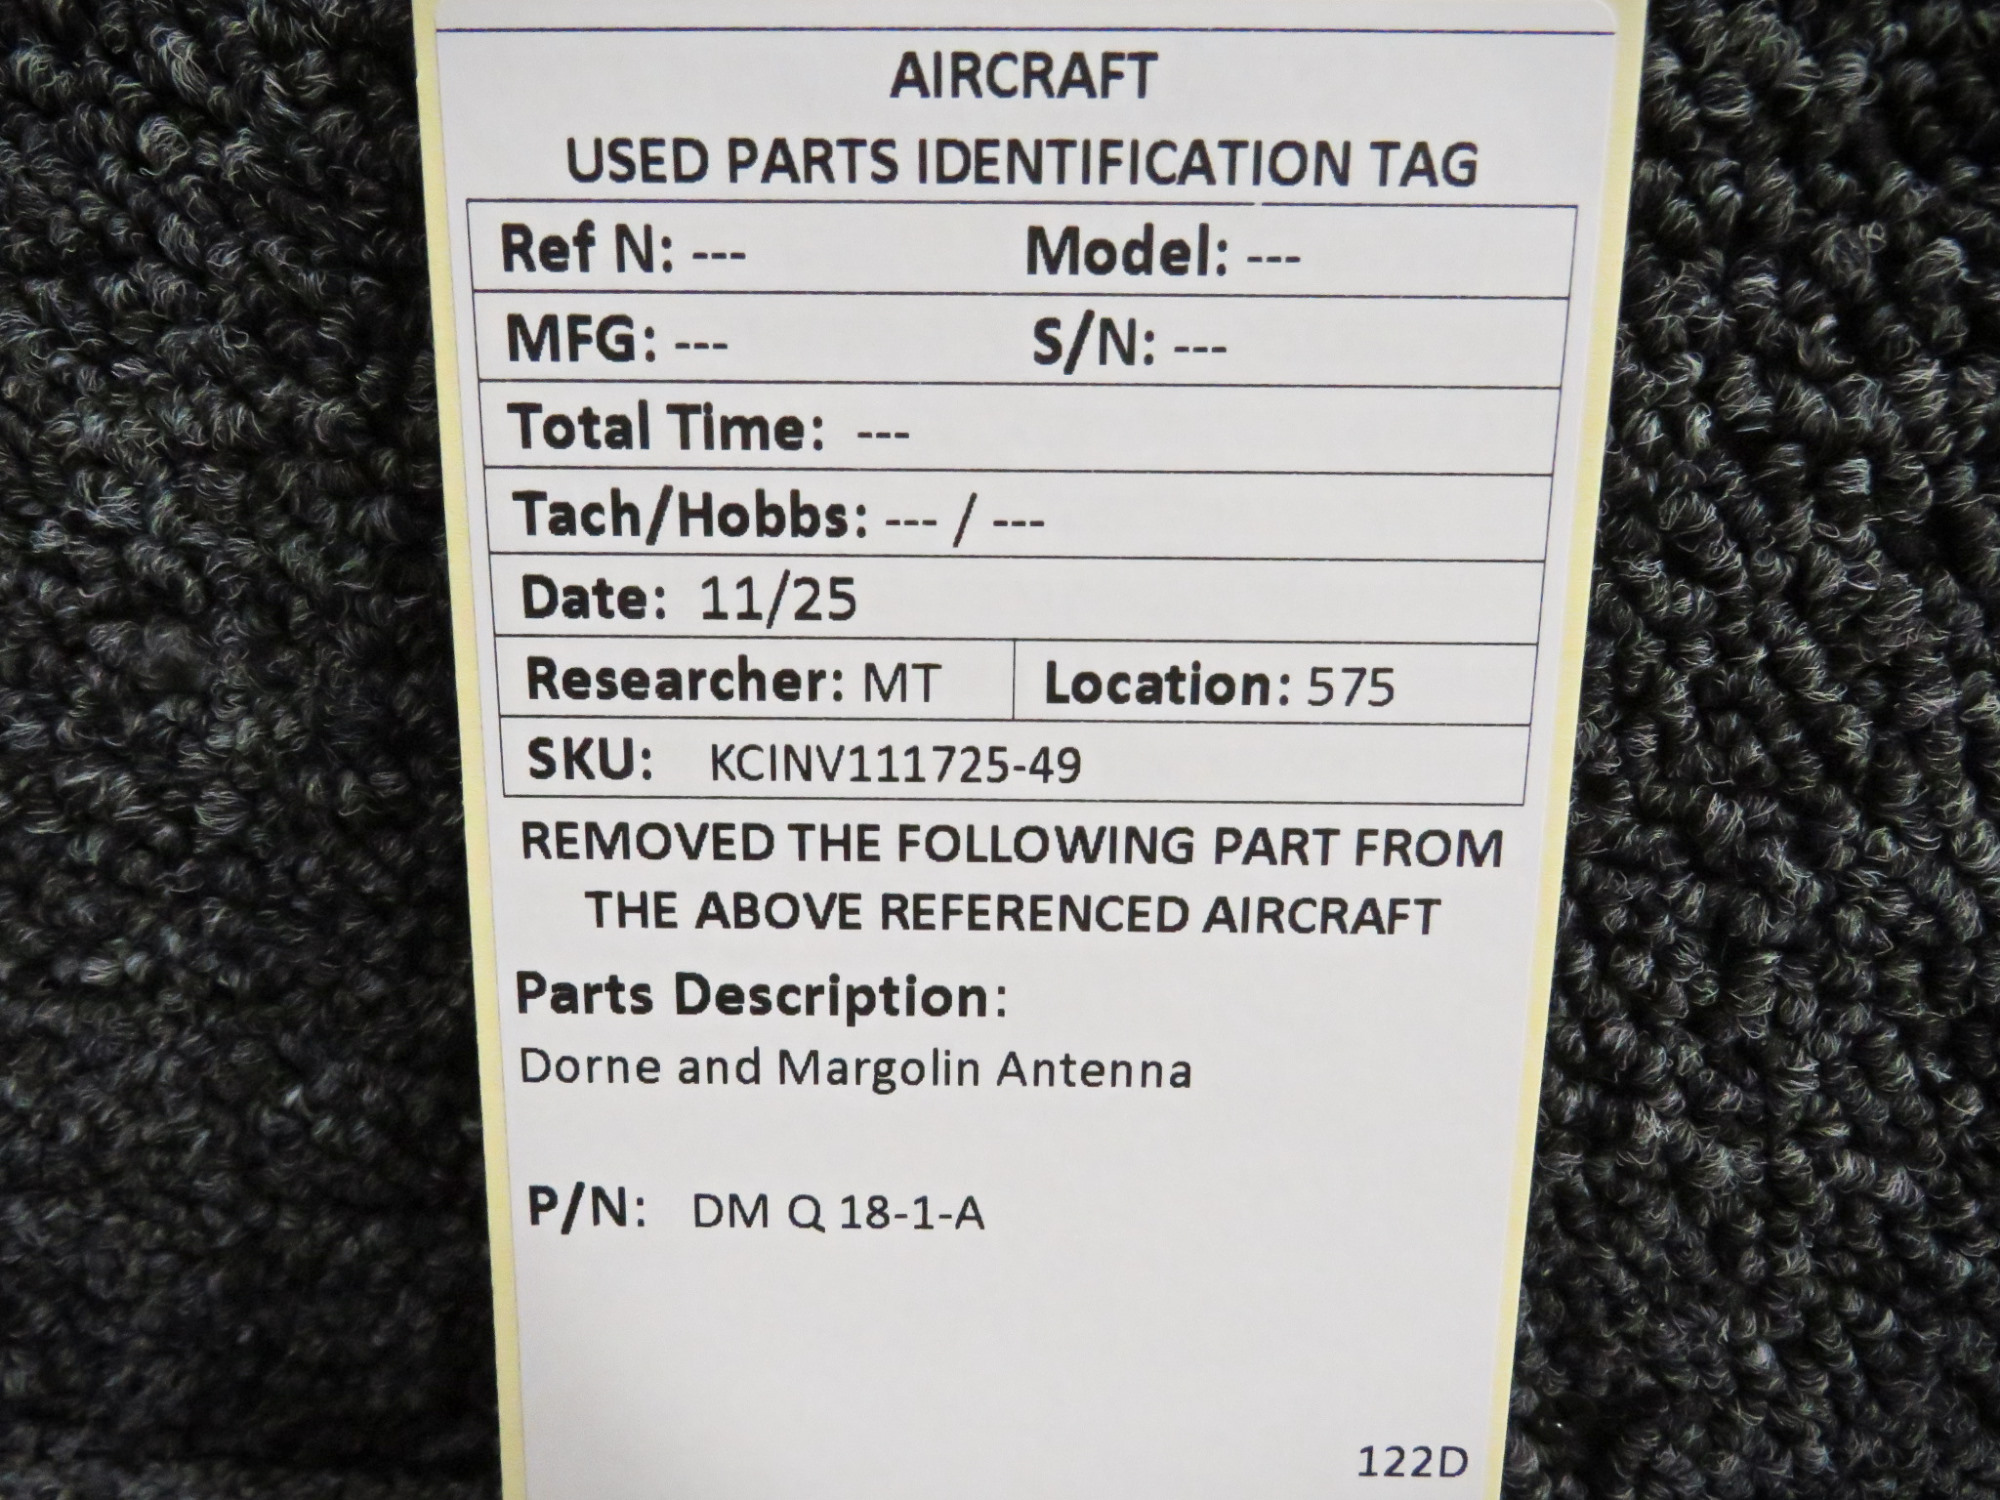 AIRCRAFT
USED PARTS IDENTIFICATION TAG
Ref N: --- Model: ---
MFG: --- S/N: ---
Total Time: ---
Tach/Hobbs: --- / ---
Date: 11/25
Researcher: MT Location: 575
SKU: KCINV111725-49
REMOVED THE FOLLOWING PART FROM
THE ABOVE REFERENCED AIRCRAFT
Parts Description:
Dorne and Margolin Antenna
P/N: DM Q 18-1-A
122D